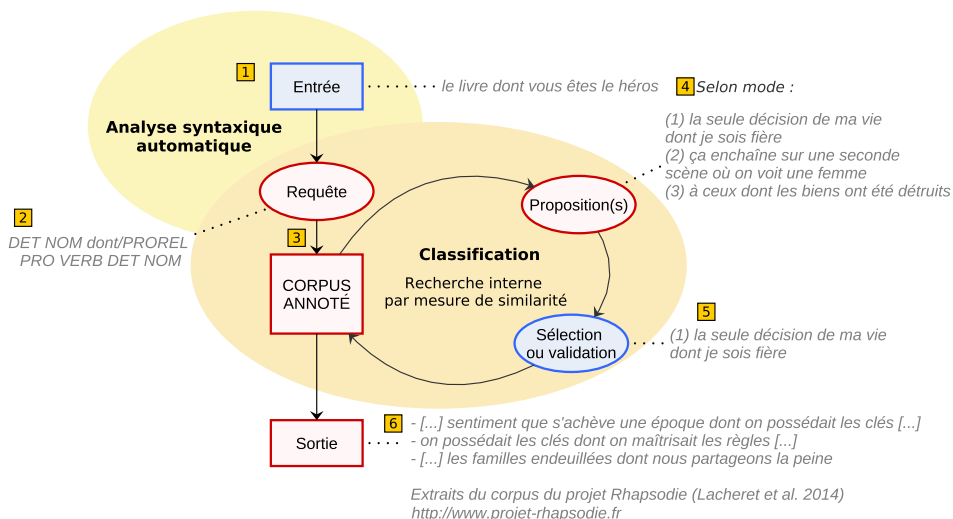 1
Entrée
le livre dont vous êtes le héros
4
Selon mode :
(1) la seule décision de ma vie
dont je sois fière
(2) ça enchaîne sur une seconde
scène où on voit une femme
(3) à ceux dont les biens ont été détruits
Analyse syntaxique
automatique
Requête
Proposition(s)
2
DET NOM dont/PROREL
PRO VERB DET NOM
3
CORPUS
ANNOTÉ
Classification
Recherche interne
par mesure de similarité
5
Sélection
ou validation
(1) la seule décision de ma vie
dont je sois fière
Sortie
6
- [...] sentiment que s'achève une époque dont on possédait les clés [...]
- on possédait les clés dont on maîtrisait les règles [...]
- [...] les familles endeuillées dont nous partageons la peine
Extraits du corpus du projet Rhapsodie (Lacheret et al. 2014)
http://www.projet-rhapsodie.fr